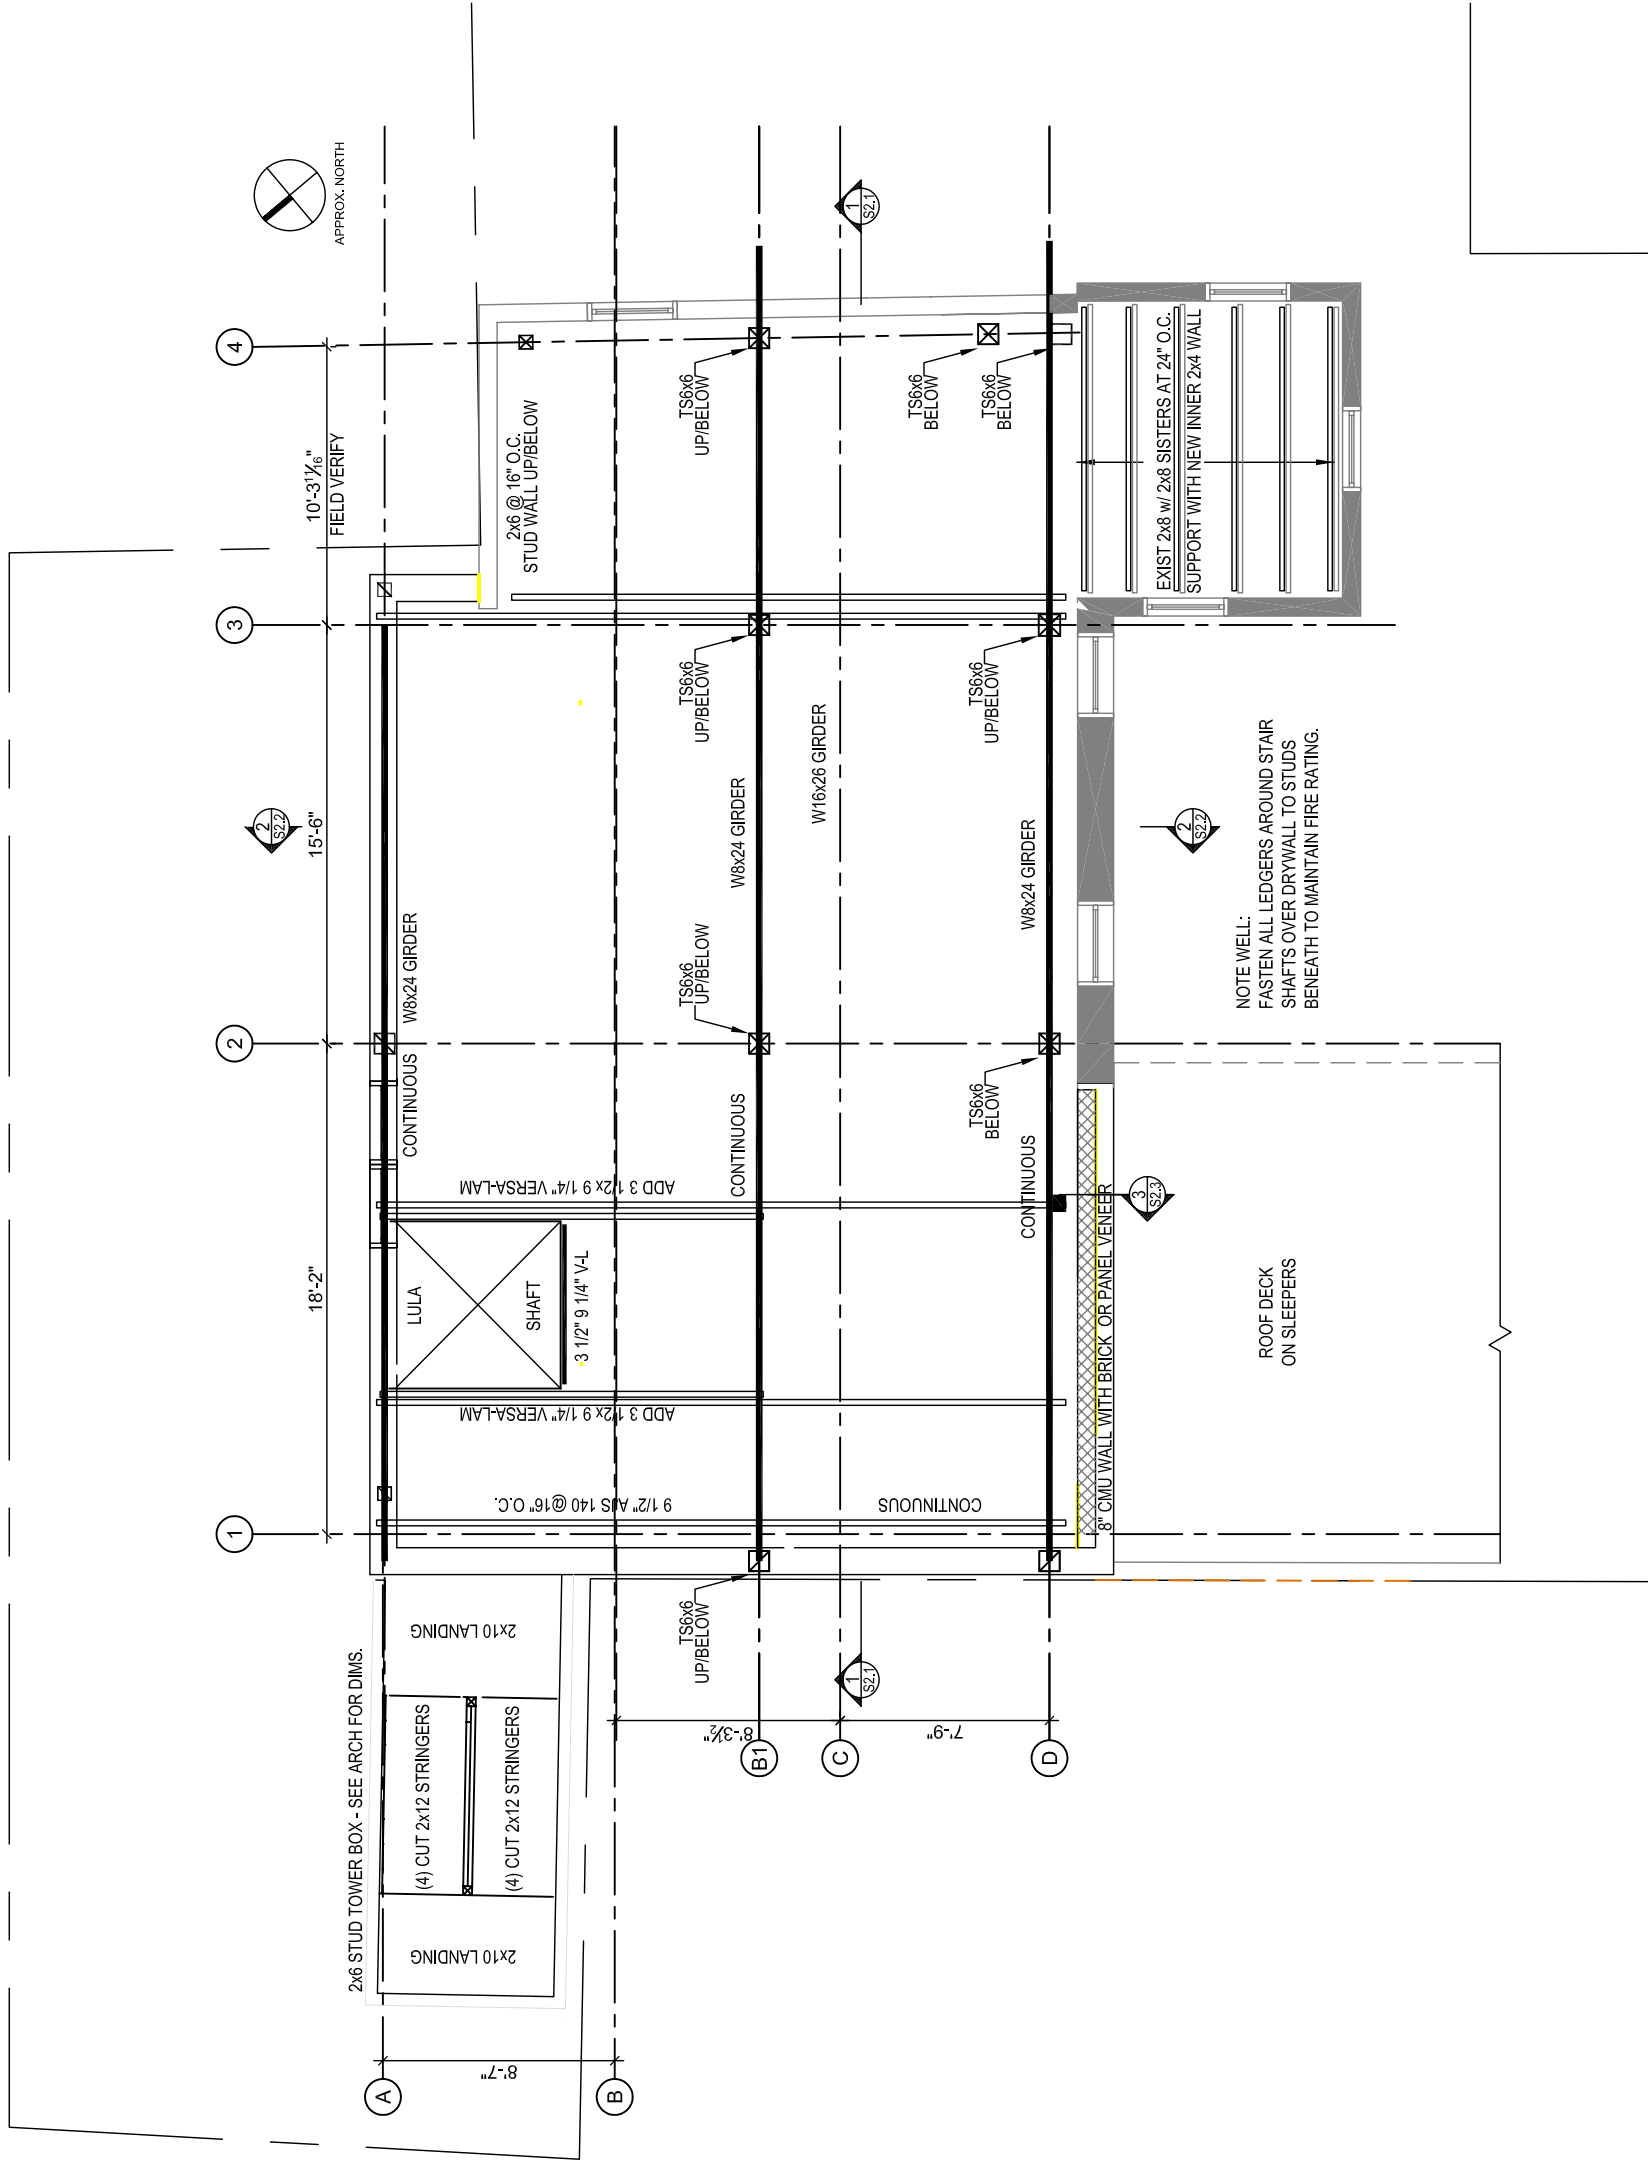 APPROX. NORTH
4
3
2
1
10'-3 11/16"
FIELD VERIFY
15'-6"
18'-2"
2
S2.2
1
S2.1
2x6 @ 16" O.C.
STUD WALL UP/BELOW
TS6x6
UP/BELOW
TS6x6
BELOW
TS6x6
BELOW
EXIST 2x8 w/ 2x8 SISTERS AT 24" O.C.
SUPPORT WITH NEW INNER 2x4 WALL
TS6x6
UP/BELOW
TS6x6
UP/BELOW
W8x24 GIRDER
W8x24 GIRDER
W16x26 GIRDER
W8x24 GIRDER
TS6x6
UP/BELOW
TS6x6
BELOW
CONTINUOUS
CONTINUOUS
CONTINUOUS
2
S2.2
NOTE WELL:
FASTEN ALL LEDGERS AROUND STAIR
SHAFTS OVER DRYWALL TO STUDS
BENEATH TO MAINTAIN FIRE RATING.
ADD 3 1/2x 9 1/4" VERSA-LAM
LULA
SHAFT
3 1/2" 9 1/4" V-L
ADD 3 1/2x 9 1/4" VERSA-LAM
9 1/2" AJS 140 @16" O.C.
CONTINUOUS
3
S2.3
8" CMU WALL WITH BRICK OR PANEL VENEER
ROOF DECK
ON SLEEPERS
TS6x6
UP/BELOW
1
S2.1
2x6 STUD TOWER BOX - SEE ARCH FOR DIMS.
2x10 LANDING
(4) CUT 2x12 STRINGERS
(4) CUT 2x12 STRINGERS
2x10 LANDING
8'-3 1/2"
7'-9"
B1
C
D
8'-7"
A
B